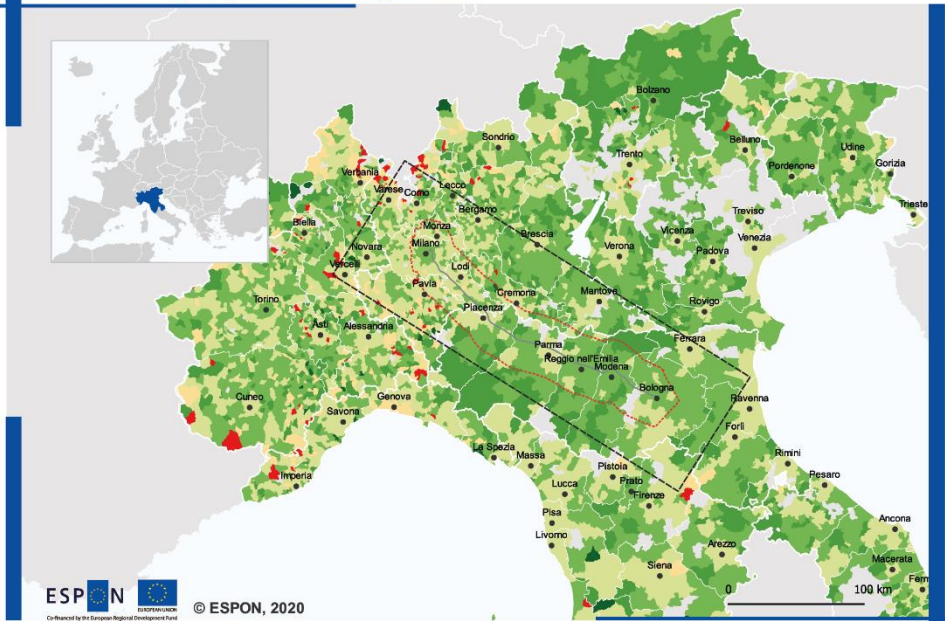 Bolzano
Sondrio
Trento
Belluno
Udine
Pordenone
Gorizia
Verbania
Varese
Como
Lecco
Bergamo
Trieste
Biella
Monza
Milano
Brescia
Treviso
Vicenza
Venezia
Verona
Padova
Novara
Vercelli
Lodi
Pavia
Cremona
Mantova
Rovigo
Torino
Piacenza
Asti
Alessandria
Parma
Ferrara
Reggio nell'Emilia
Modena
Bologna
Cuneo
Genova
Savona
Ravenna
Forlì
La Spezia
Massa
Imperia
Pistoia
Prato
Rimini
Lucca
Firenze
Pesaro
Pisa
Livorno
Ancona
Arezzo
Siena
Macerata
Ferm
0 100 km
ESPON
EUROPEAN UNION
Co-financed by the European Regional Development Fund
© ESPON, 2020